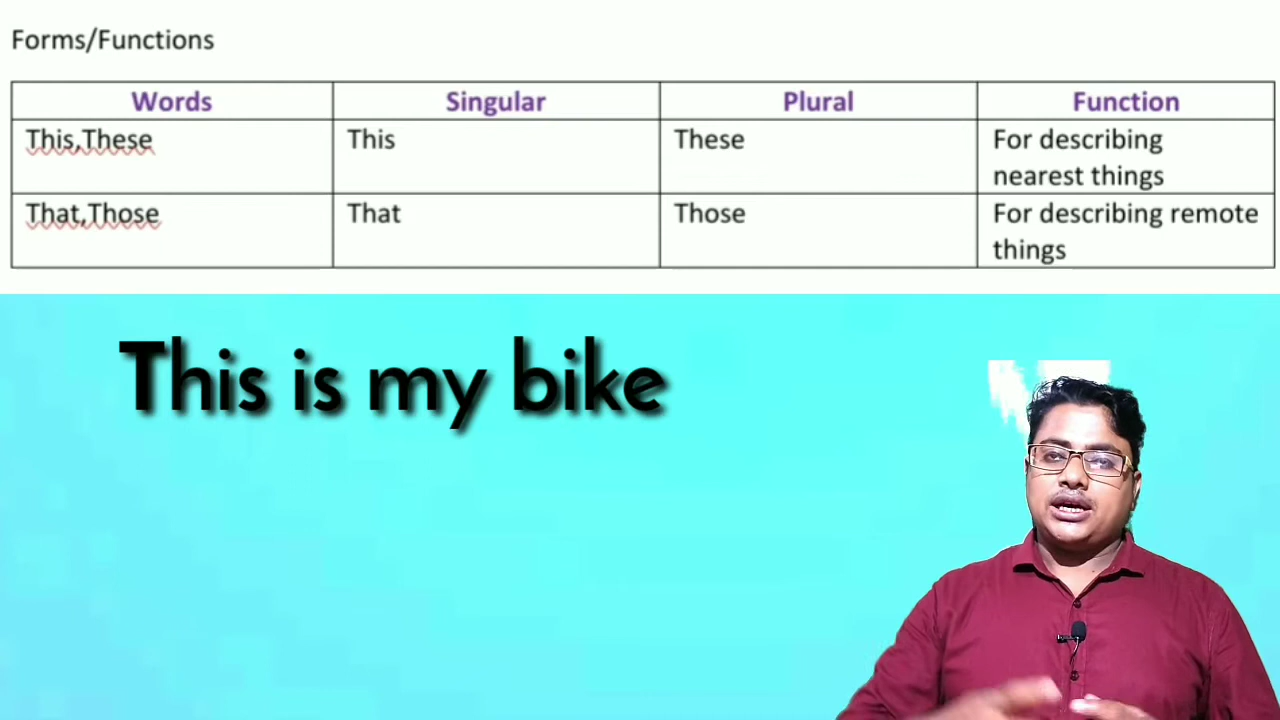 Forms/Functions
Words Singular Plural Function
This,These This These For describing
nearest things
That,Those That Those For describing remote
things
This is my bike